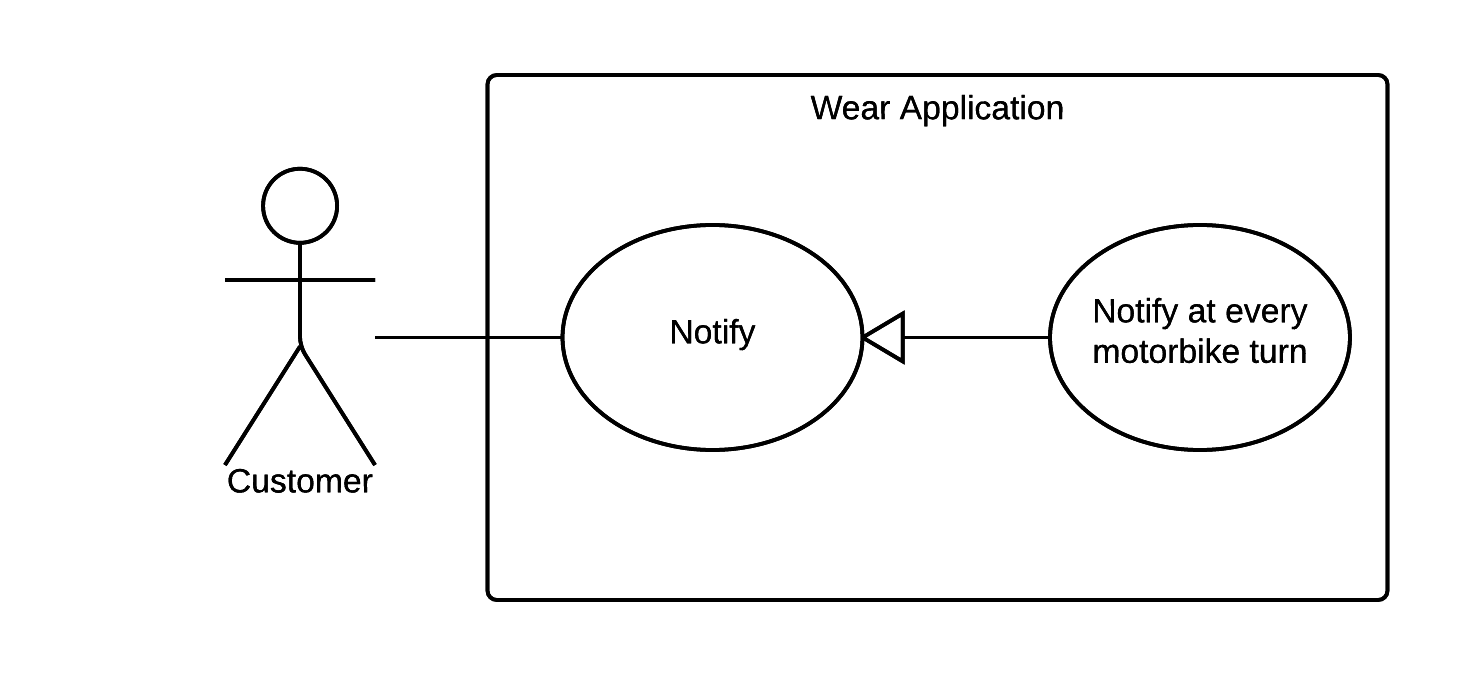 Wear Application
Notify
Notify at every
motorbike turn
Customer